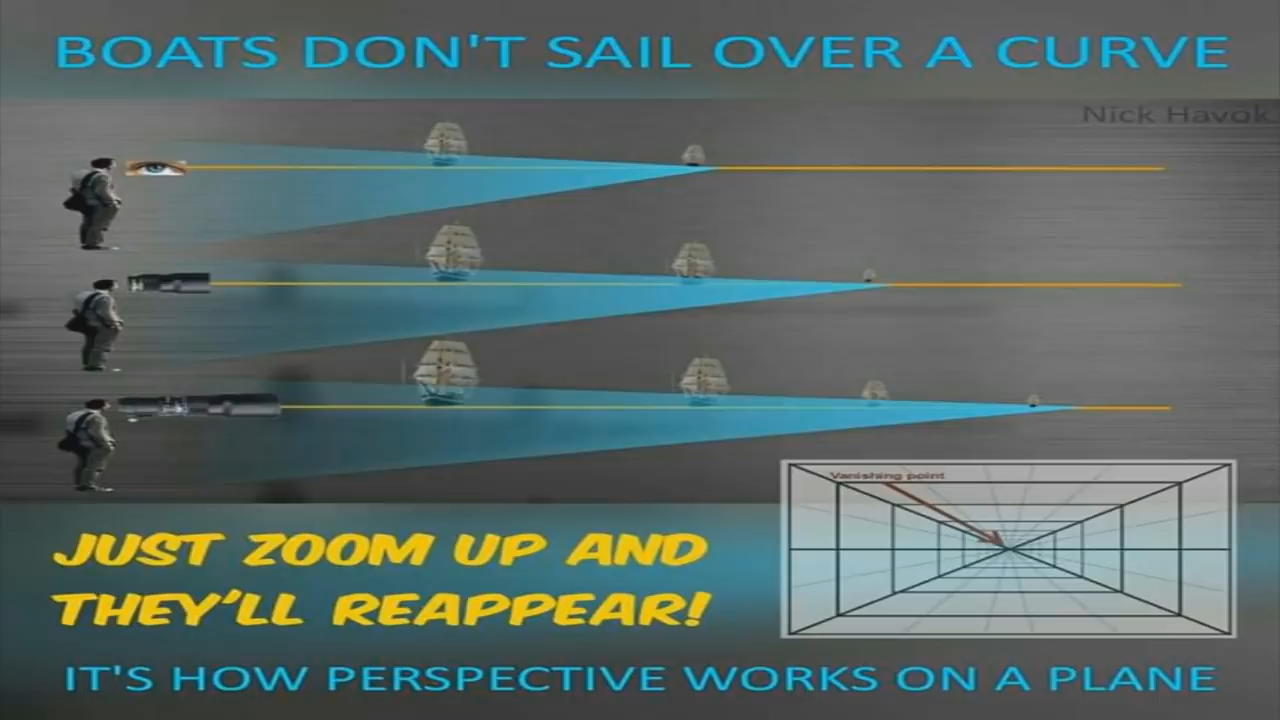 BOATS DON'T SAIL OVER A CURVE
Nick Havok
Vanishing point
JUST ZOOM UP AND
THEY'LL REAPPEAR!
IT'S HOW PERSPECTIVE WORKS ON A PLANE